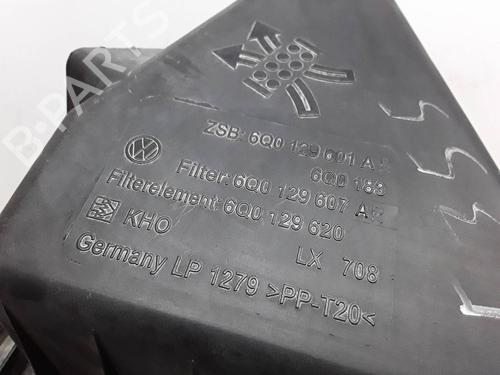 B-PARTS
ZSB: 6Q0 129 601 A
6Q0 183
Filter: 6Q0 129 607 A
Filterelement: 6Q0 129 620
KHO
LX 708
Germany LP 1279 >PP-T20<